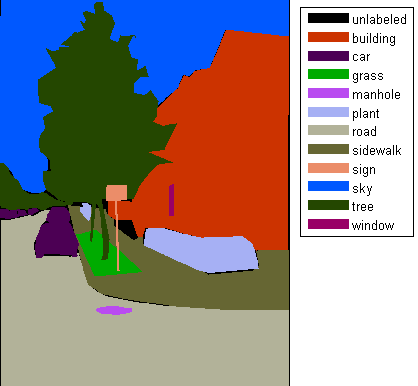 unlabeled
building
car
grass
manhole
plant
road
sidewalk
sign
sky
tree
window